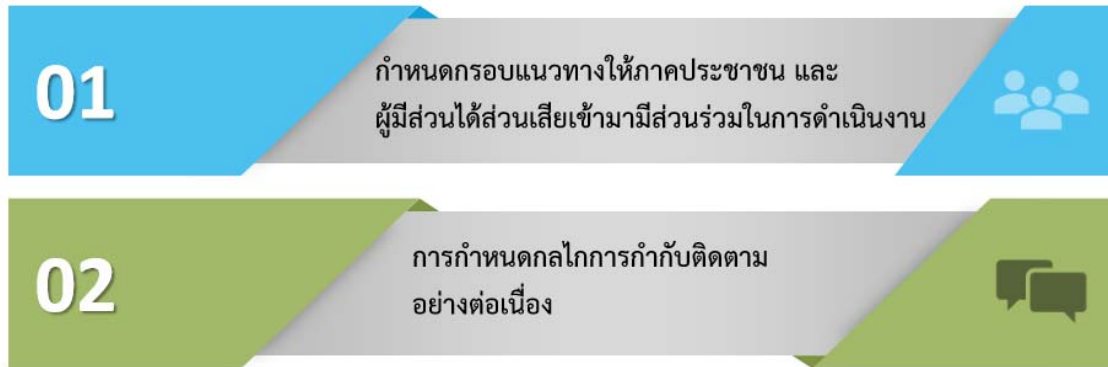 01
กำหนดกรอบแนวทางให้ภาคประชาชน และ
ผู้มีส่วนได้ส่วนเสียเข้ามามีส่วนร่วมในการดำเนินงาน
02
การกำหนดกลไกการกำกับติดตาม
อย่างต่อเนื่อง